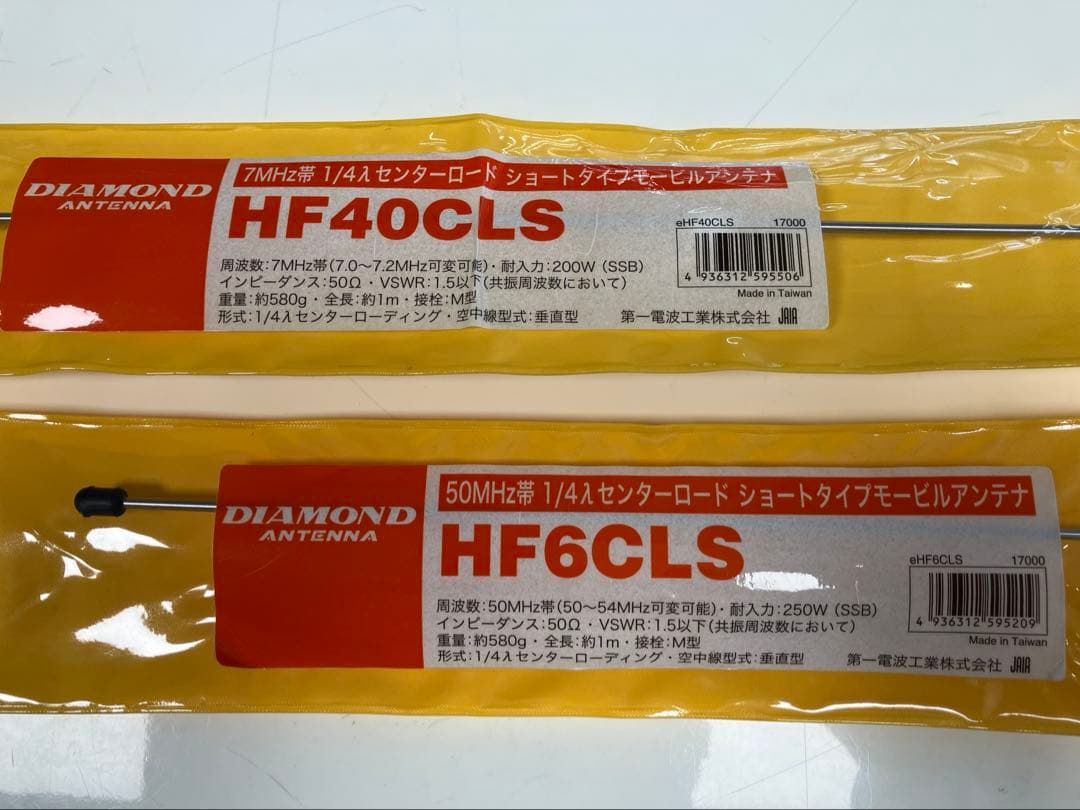 DIAMOND
ANTENNA
7MHz帯 1/4λセンターロード ショートタイプモービルアンテナ
HF40CLS
eHF40CLS 17000
4 936312 595506
Made in Taiwan
周波数:7MHz帯(7.0〜7.2MHz可変可能)・耐入力:200W (SSB)
インピーダンス:50Ω・VSWR:1.5以下(共振周波数において)
重量:約580g・全長:約1m・接栓:M型
形式:1/4λセンターローディング・空中線型式:垂直型
第一電波工業株式会社 JAIA
DIAMOND
ANTENNA
50MHz帯 1/4λセンターロード ショートタイプモービルアンテナ
HF6CLS
eHF6CLS 17000
4 936312 595209
Made in Taiwan
周波数:50MHz帯(50〜54MHz可変可能)・耐入力:250W (SSB)
インピーダンス:50Ω・VSWR:1.5以下(共振周波数において)
重量:約580g・全長:約1m・接栓:M型
形式:1/4λセンターローディング・空中線型式:垂直型
第一電波工業株式会社 JAIA